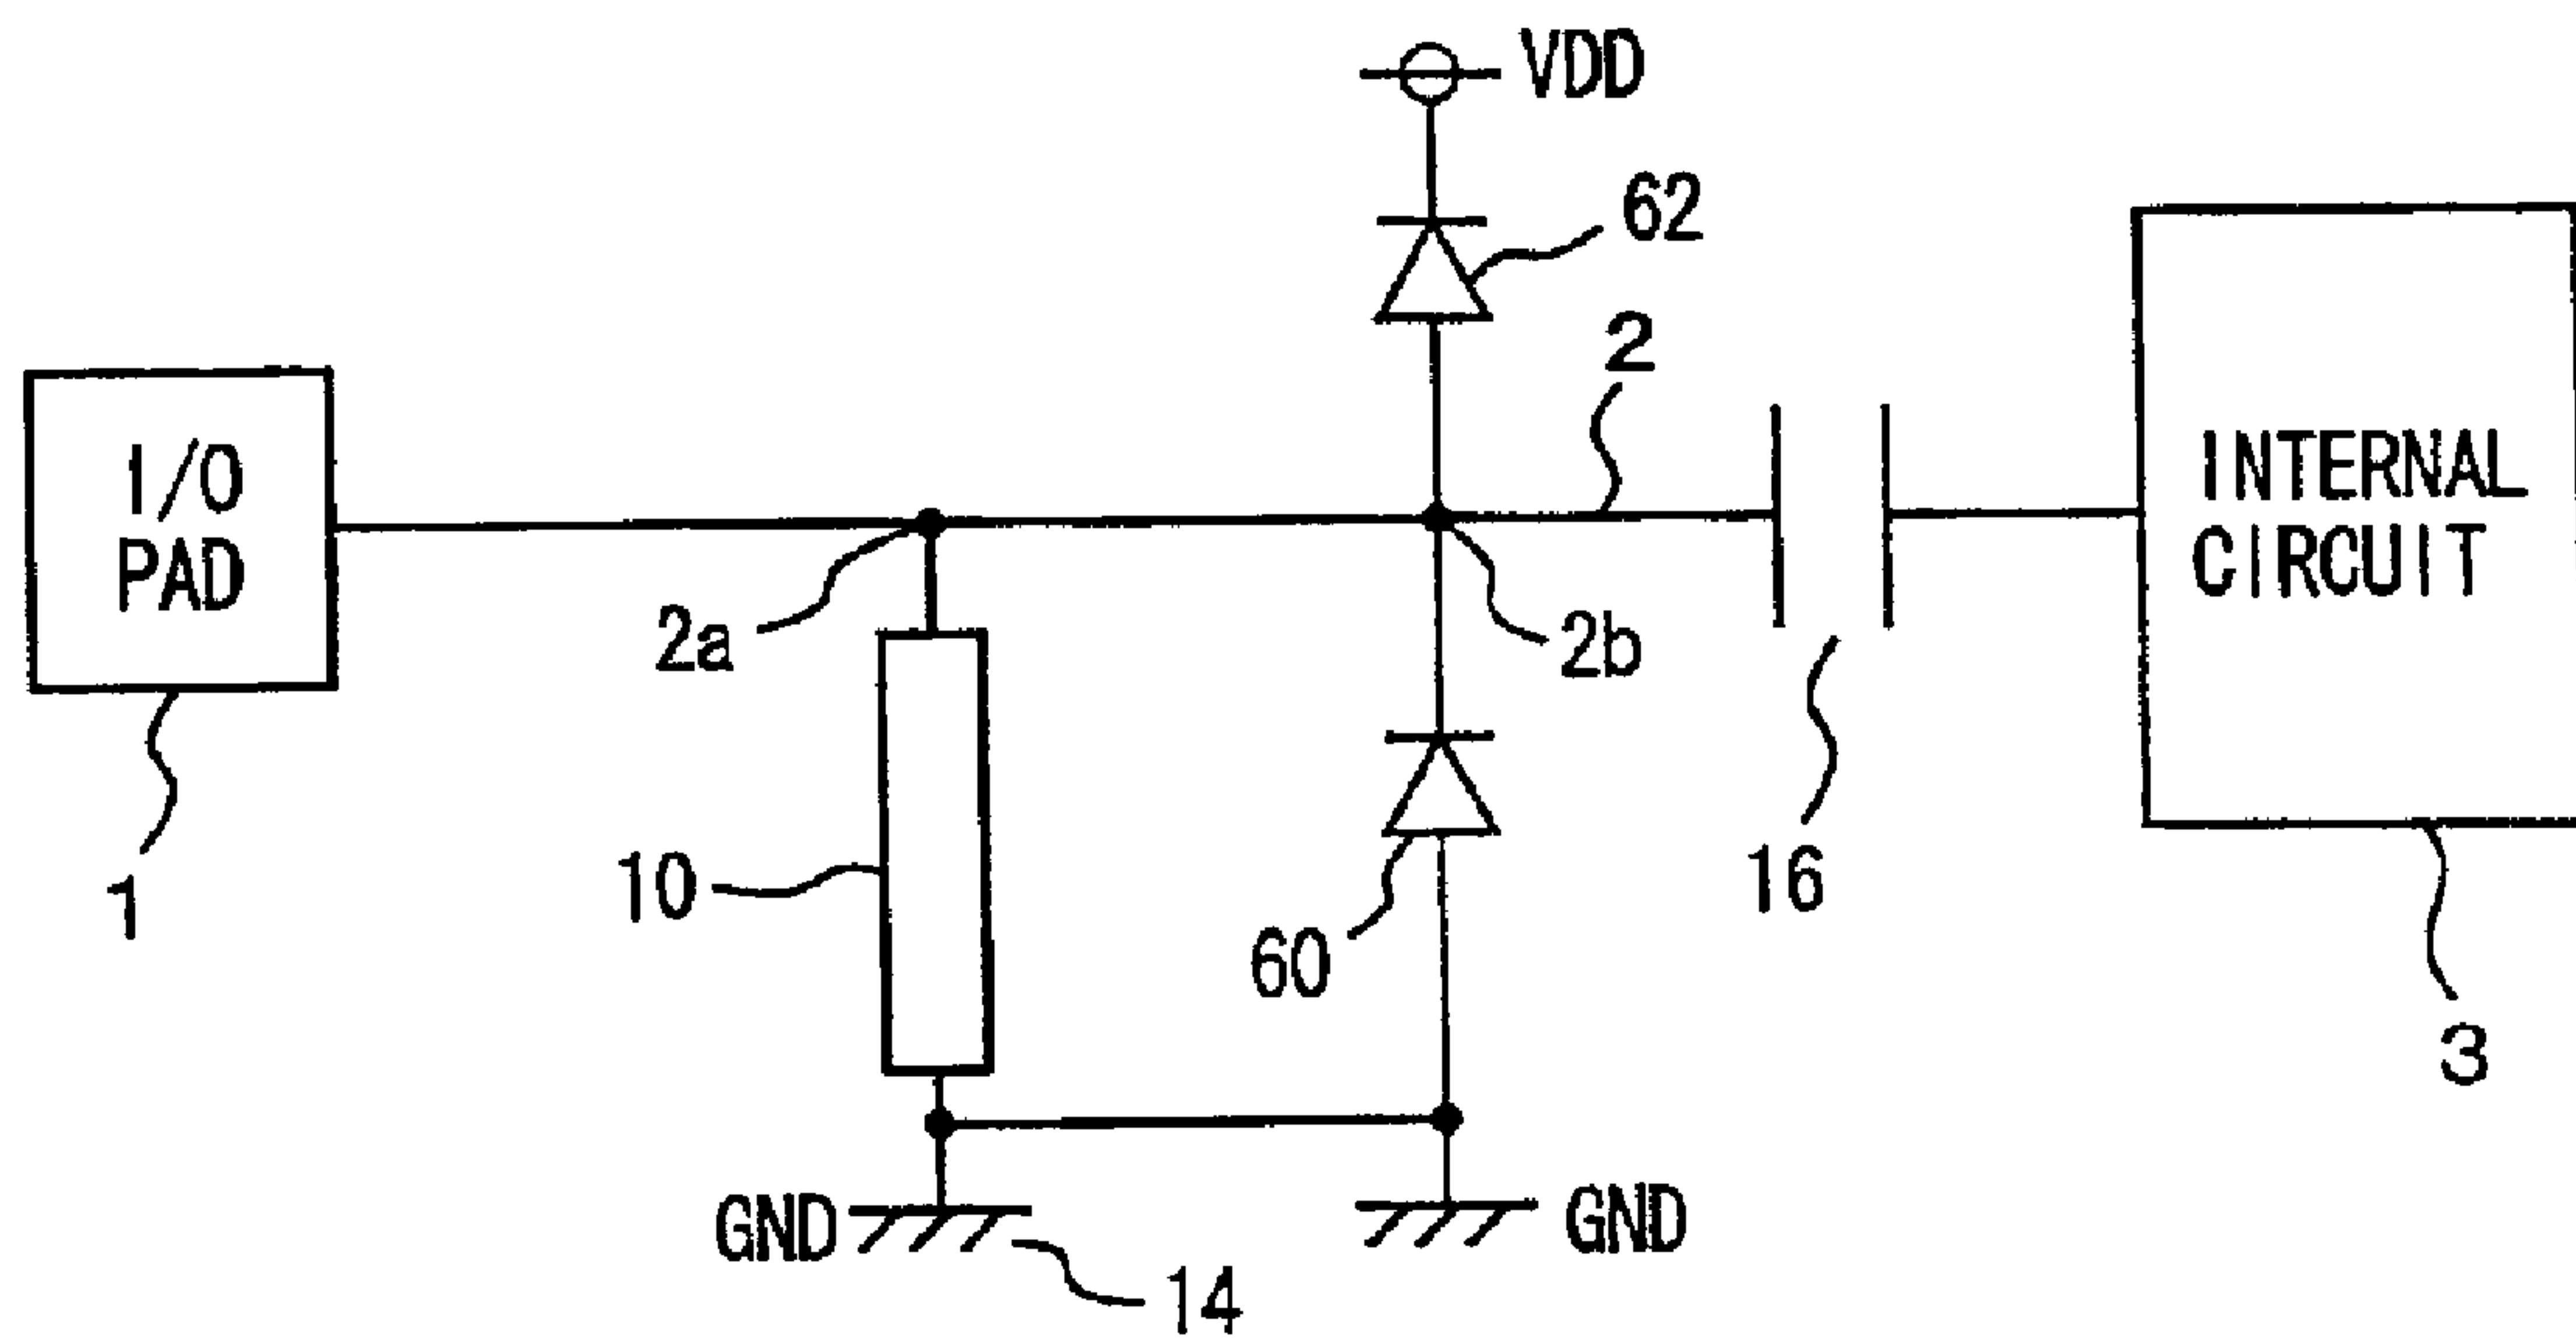 VDD
62
2
I/O
PAD
INTERNAL
CIRCUIT
2a
2b
10
16
1
60
3
GND
GND
14